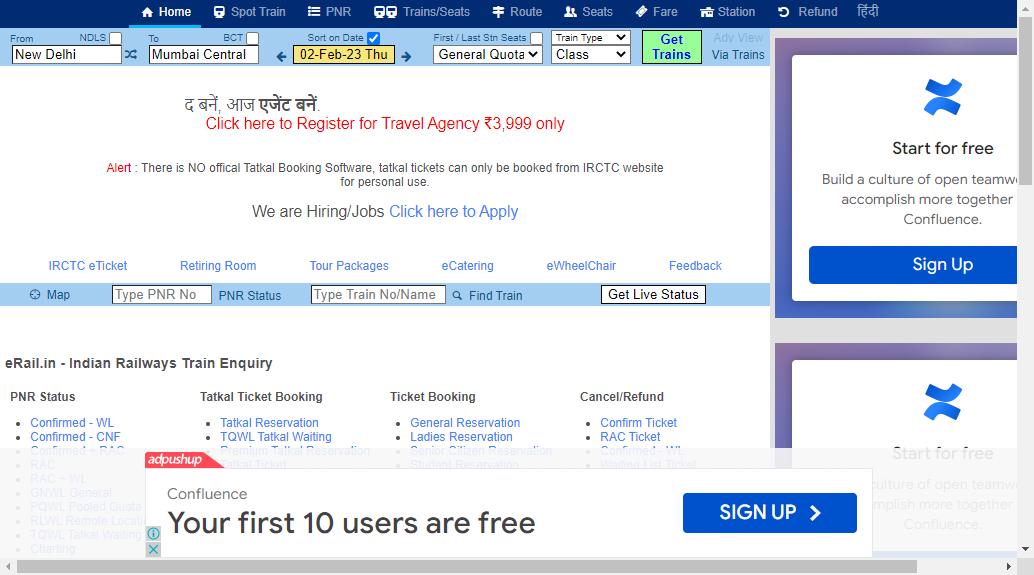 Home Spot Train PNR Trains/Seats Route Seats Fare Station Refund हिंदी
From NDLS To BCT Sort on Date First / Last Stn Seats Train Type Get Trains Adv View
New Delhi Mumbai Central 02-Feb-23 Thu General Quota Class Via Trains
द बनें, आज एजेंट बनें.
Click here to Register for Travel Agency ₹3,999 only
Alert : There is NO offical Tatkal Booking Software, tatkal tickets can only be booked from IRCTC website
for personal use.
We are Hiring/Jobs Click here to Apply
IRCTC eTicket Retiring Room Tour Packages eCatering eWheelChair Feedback
Map Type PNR No PNR Status Type Train No/Name Find Train Get Live Status
Start for free
Build a culture of open teamw
accomplish more together
Confluence.
Sign Up
eRail.in - Indian Railways Train Enquiry
PNR Status Tatkal Ticket Booking Ticket Booking Cancel/Refund
Confirmed - WL Tatkal Reservation General Reservation Confirm Ticket
Confirmed - CNF TQWL Tatkal Waiting Ladies Reservation RAC Ticket
Confirmed + RAC Premium Tatkal Reservation Senior Citizen Reservation Confirmed - WL
RAC Tatkal Ticket Student Reservation Waiting List Ticket
RAC + WL
GNWL General
PQWL Pooled Quota
RLWL Remote Locati
TQWL Tatkal Waiting
Charting
Start for free
culture of open teamw
mplish more together
Confluence.
adpushup
Confluence
Your first 10 users are free
SIGN UP